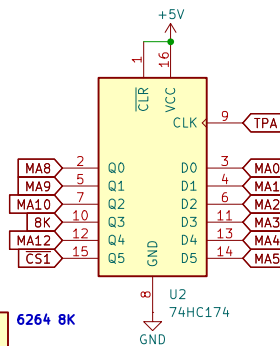 +5V
1
16
CLR
VCC
CLK
9
TPA
MA8
2
Q0
D0
3
MA0
MA9
5
Q1
D1
4
MA1
MA10
7
Q2
D2
6
MA2
8K
10
Q3
D3
11
MA3
MA12
12
Q4
D4
13
MA4
CS1
15
Q5
D5
14
MA5
GND
8
U2
74HC174
6264 8K
GND